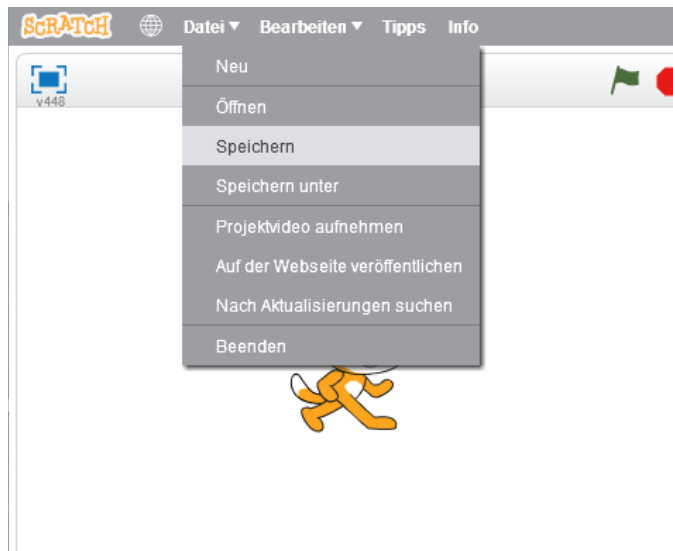 SCRATCH Datei Bearbeiten Tipps Info
v448
Neu
Öffnen
Speichern
Speichern unter
Projektvideo aufnehmen
Auf der Webseite veröffentlichen
Nach Aktualisierungen suchen
Beenden